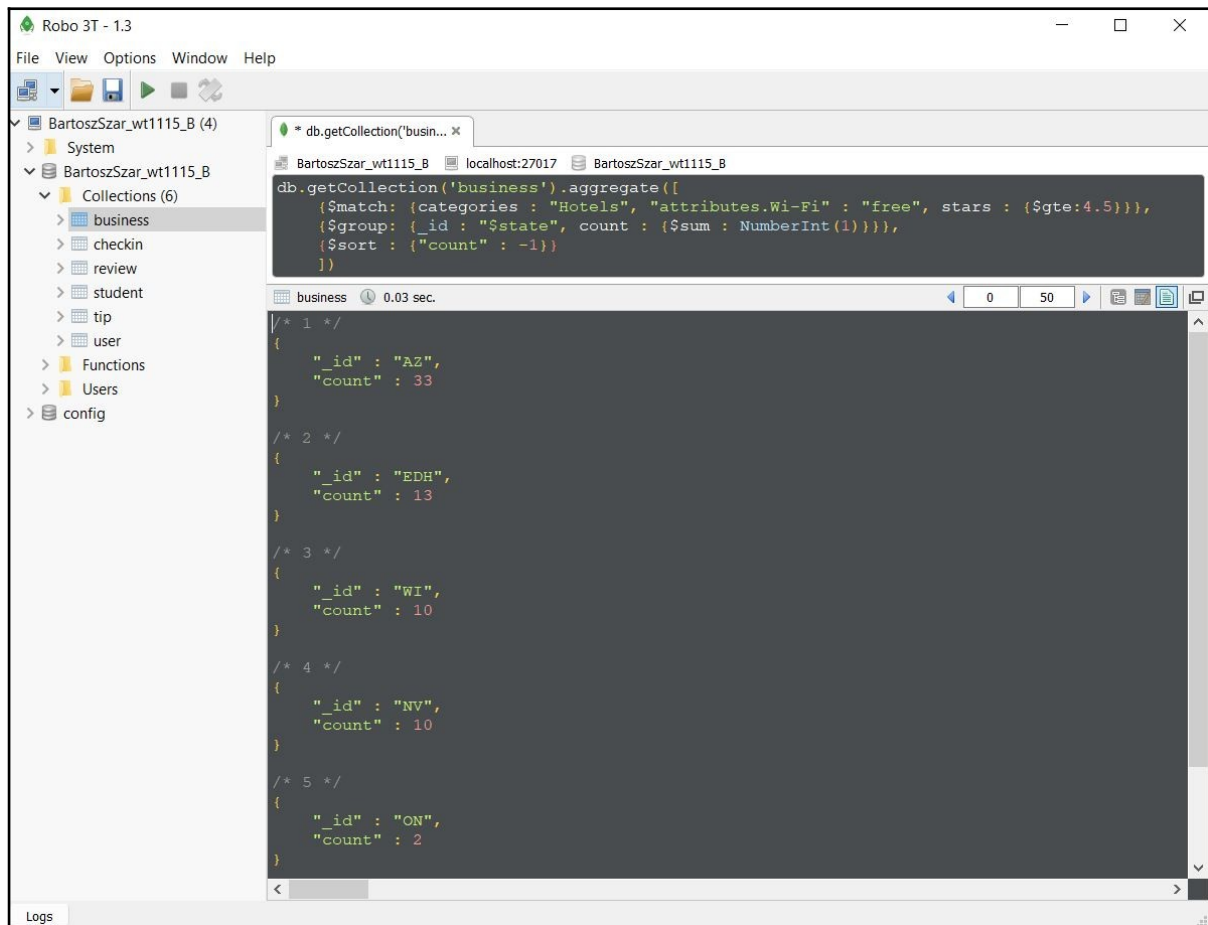 Robo 3T - 1.3
File View Options Window Help
BartoszSzar_wt1115_B (4)
System
BartoszSzar_wt1115_B
Collections (6)
business
checkin
review
student
tip
user
Functions
Users
config
* db.getCollection('busin...
BartoszSzar_wt1115_B localhost:27017 BartoszSzar_wt1115_B
db.getCollection('business').aggregate([
{$match: {categories : "Hotels", "attributes.Wi-Fi" : "free", stars : {$gte:4.5}}},
{$group: {_id : "$state", count : {$sum : NumberInt(1)}}},
{$sort : {"count" : -1}}
])
business 0.03 sec. 0 50
/* 1 */
{
"_id" : "AZ",
"count" : 33
}
/* 2 */
{
"_id" : "EDH",
"count" : 13
}
/* 3 */
{
"_id" : "WI",
"count" : 10
}
/* 4 */
{
"_id" : "NV",
"count" : 10
}
/* 5 */
{
"_id" : "ON",
"count" : 2
}
Logs